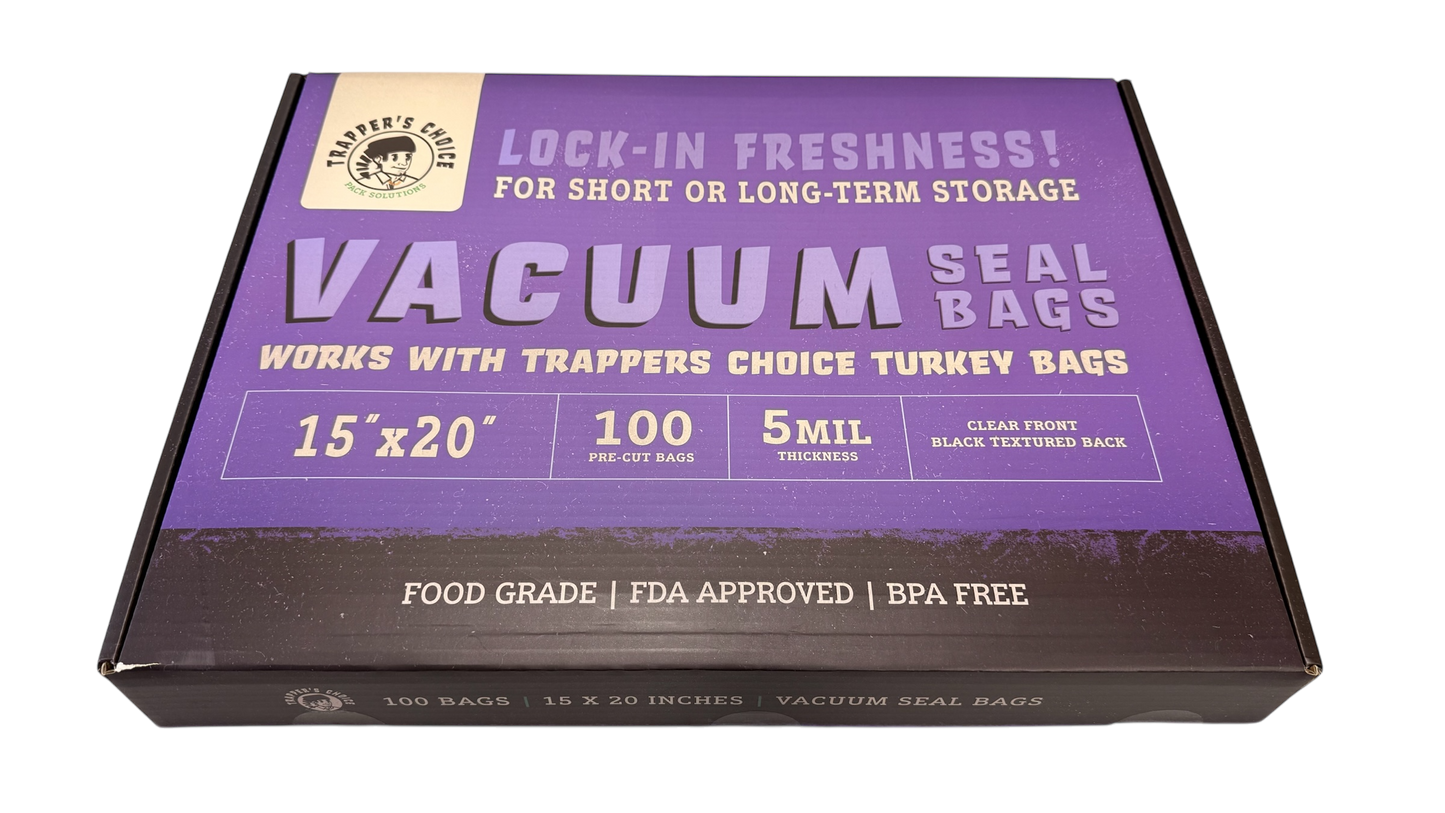 TRAPPER'S CHOICE
PACK SOLUTIONS
LOCK-IN FRESHNESS!
FOR SHORT OR LONG-TERM STORAGE
VACUUM
SEAL
BAGS
WORKS WITH TRAPPERS CHOICE TURKEY BAGS
15"x20"
100
PRE-CUT BAGS
5MIL
THICKNESS
CLEAR FRONT
BLACK TEXTURED BACK
FOOD GRADE | FDA APPROVED | BPA FREE
TRAPPER'S CHOICE
100 BAGS | 15 X 20 INCHES | VACUUM SEAL BAGS